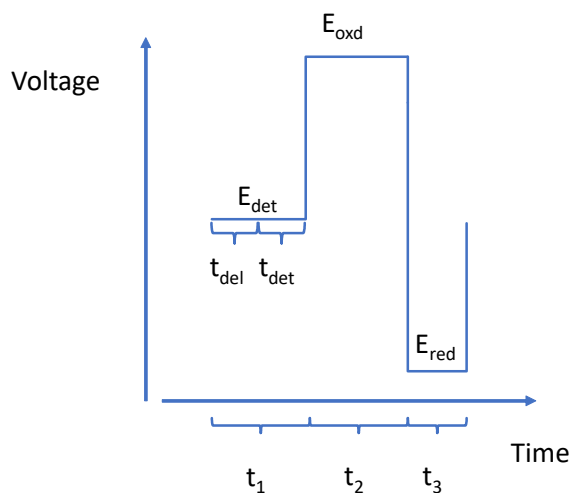 E_oxd
Voltage
E_det
t_del t_det
E_red
Time
t_1 t_2 t_3